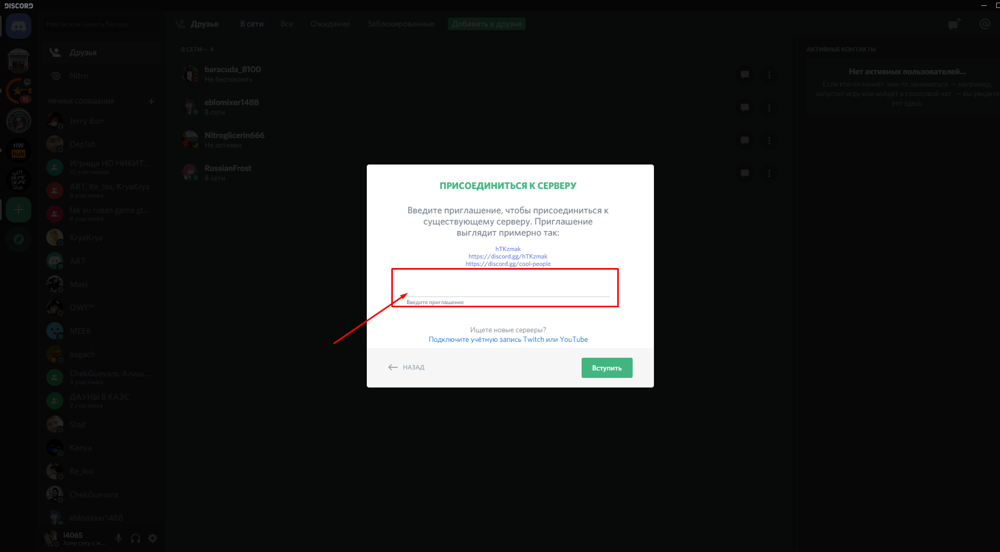 DISCORD
Найти или начать беседу
Друзья
В сети
Все
Ожидание
Заблокированные
Добавить в друзья
Друзья
Nitro
ЛИЧНЫЕ СООБЩЕНИЯ
Jerry Burr
Dep1sh
Игрища НО НИКИТ...
10 участников
ART, Re_lox, KryaKrya
4 участника
fak yu rusan game gt...
4 участника
KryaKrya
ART
Maxi
OWI™
MEE6
bagach
ChekGuevara, Алиш...
4 участника
ДАУНЫ В КАЭС
2 участника
Stad
Kenya
Re_lox
ChekGuevara
eblomixer1488
i4065
Хочу суку с ж...
15
HW
hub
В СЕТИ — 4
baracuda_8100
Не беспокоить
eblomixer1488
В сети
Nitroglicerin666
Не активен
RussianFrost
В сети
АКТИВНЫЕ КОНТАКТЫ
Нет активных пользователей...
Если кто-то начнёт чем-то заниматься — например,
запустит игру или войдёт в голосовой чат, — вы увидите
это здесь.
ПРИСОЕДИНИТЬСЯ К СЕРВЕРУ
Введите приглашение, чтобы присоединиться к
существующему серверу. Приглашение
выглядит примерно так:
hTKzmak
https://discord.gg/hTKzmak
https://discord.gg/cool-people
Введите приглашение
Ищете новые серверы?
Подключите учётную запись Twitch или YouTube
НАЗАД
Вступить